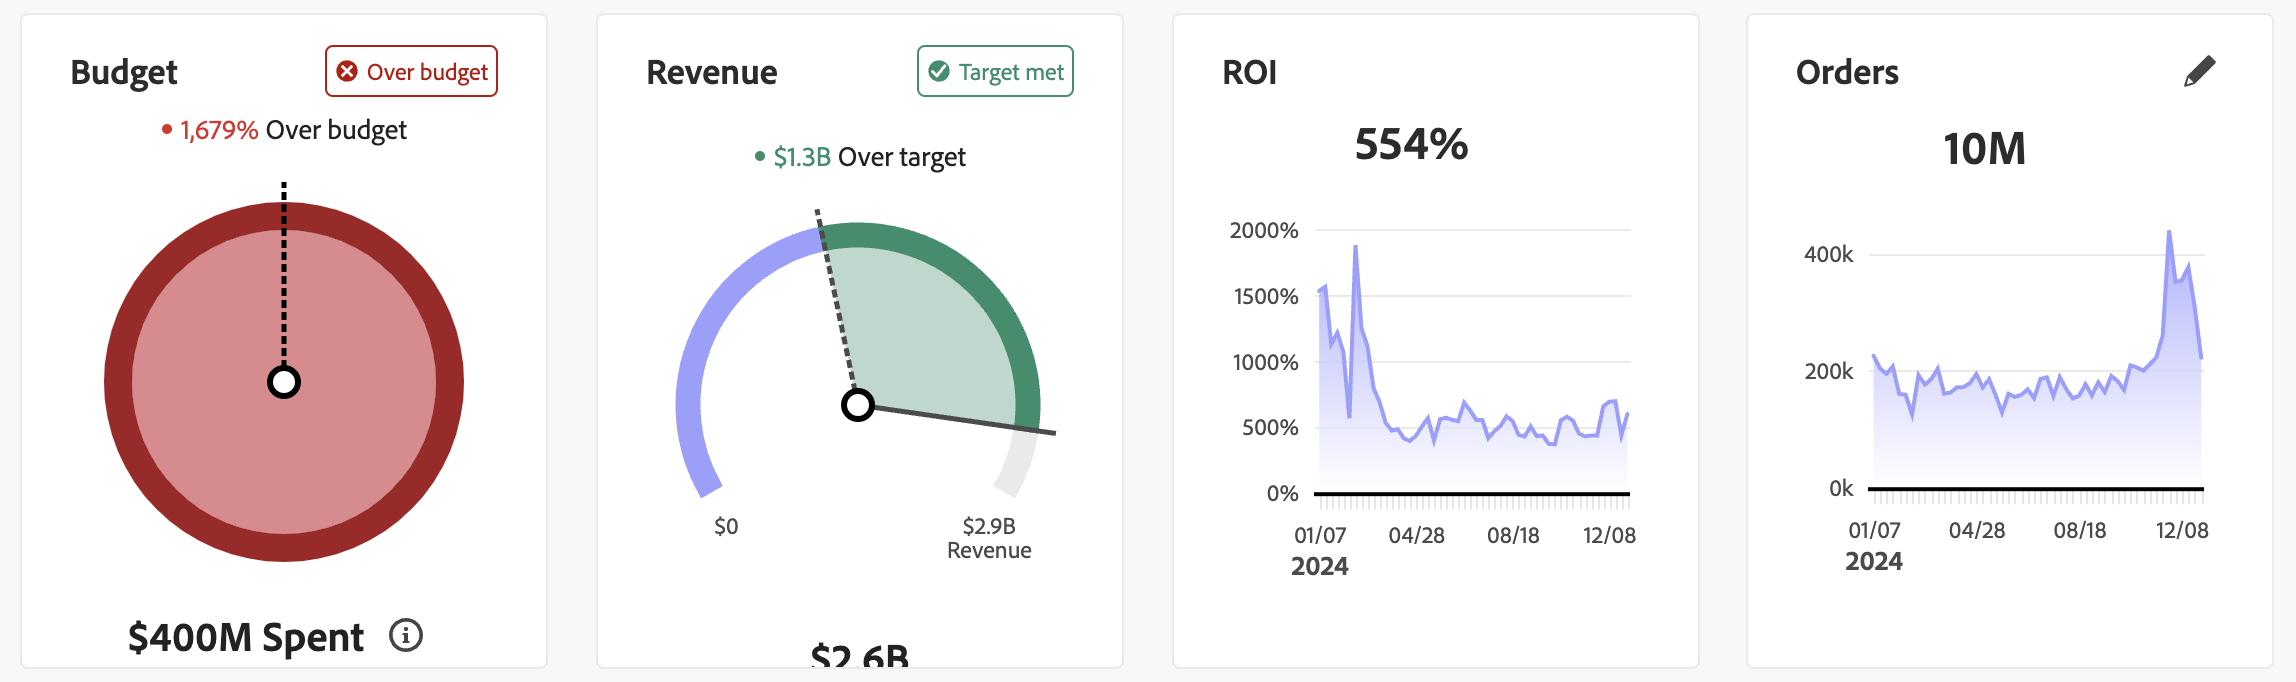 Budget
Over budget
1,679% Over budget
$400M Spent
Revenue
Target met
$1.3B Over target
$0
$2.9B
Revenue
$2.6B
ROI
554%
2000%
1500%
1000%
500%
0%
01/07 04/28 08/18 12/08
2024
Orders
10M
400k
200k
0k
01/07 04/28 08/18 12/08
2024